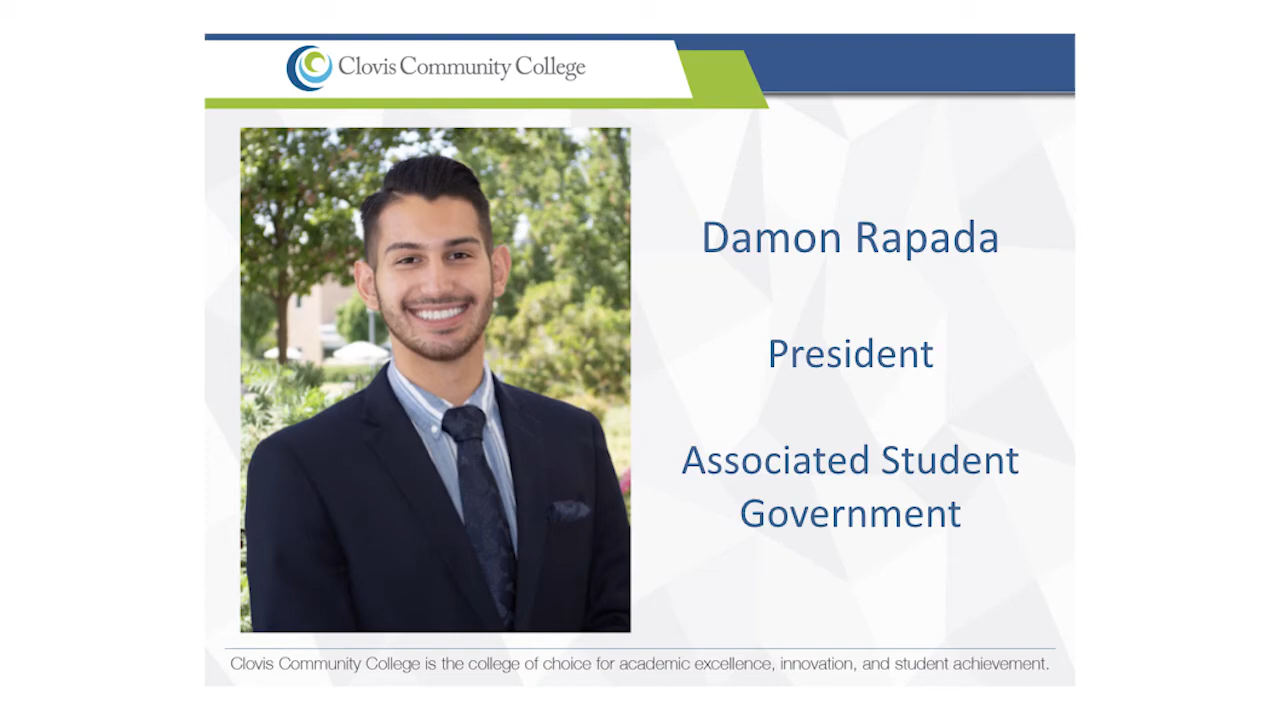 Clovis Community College
Damon Rapada
President
Associated Student
Government
Clovis Community College is the college of choice for academic excellence, innovation, and student achievement.